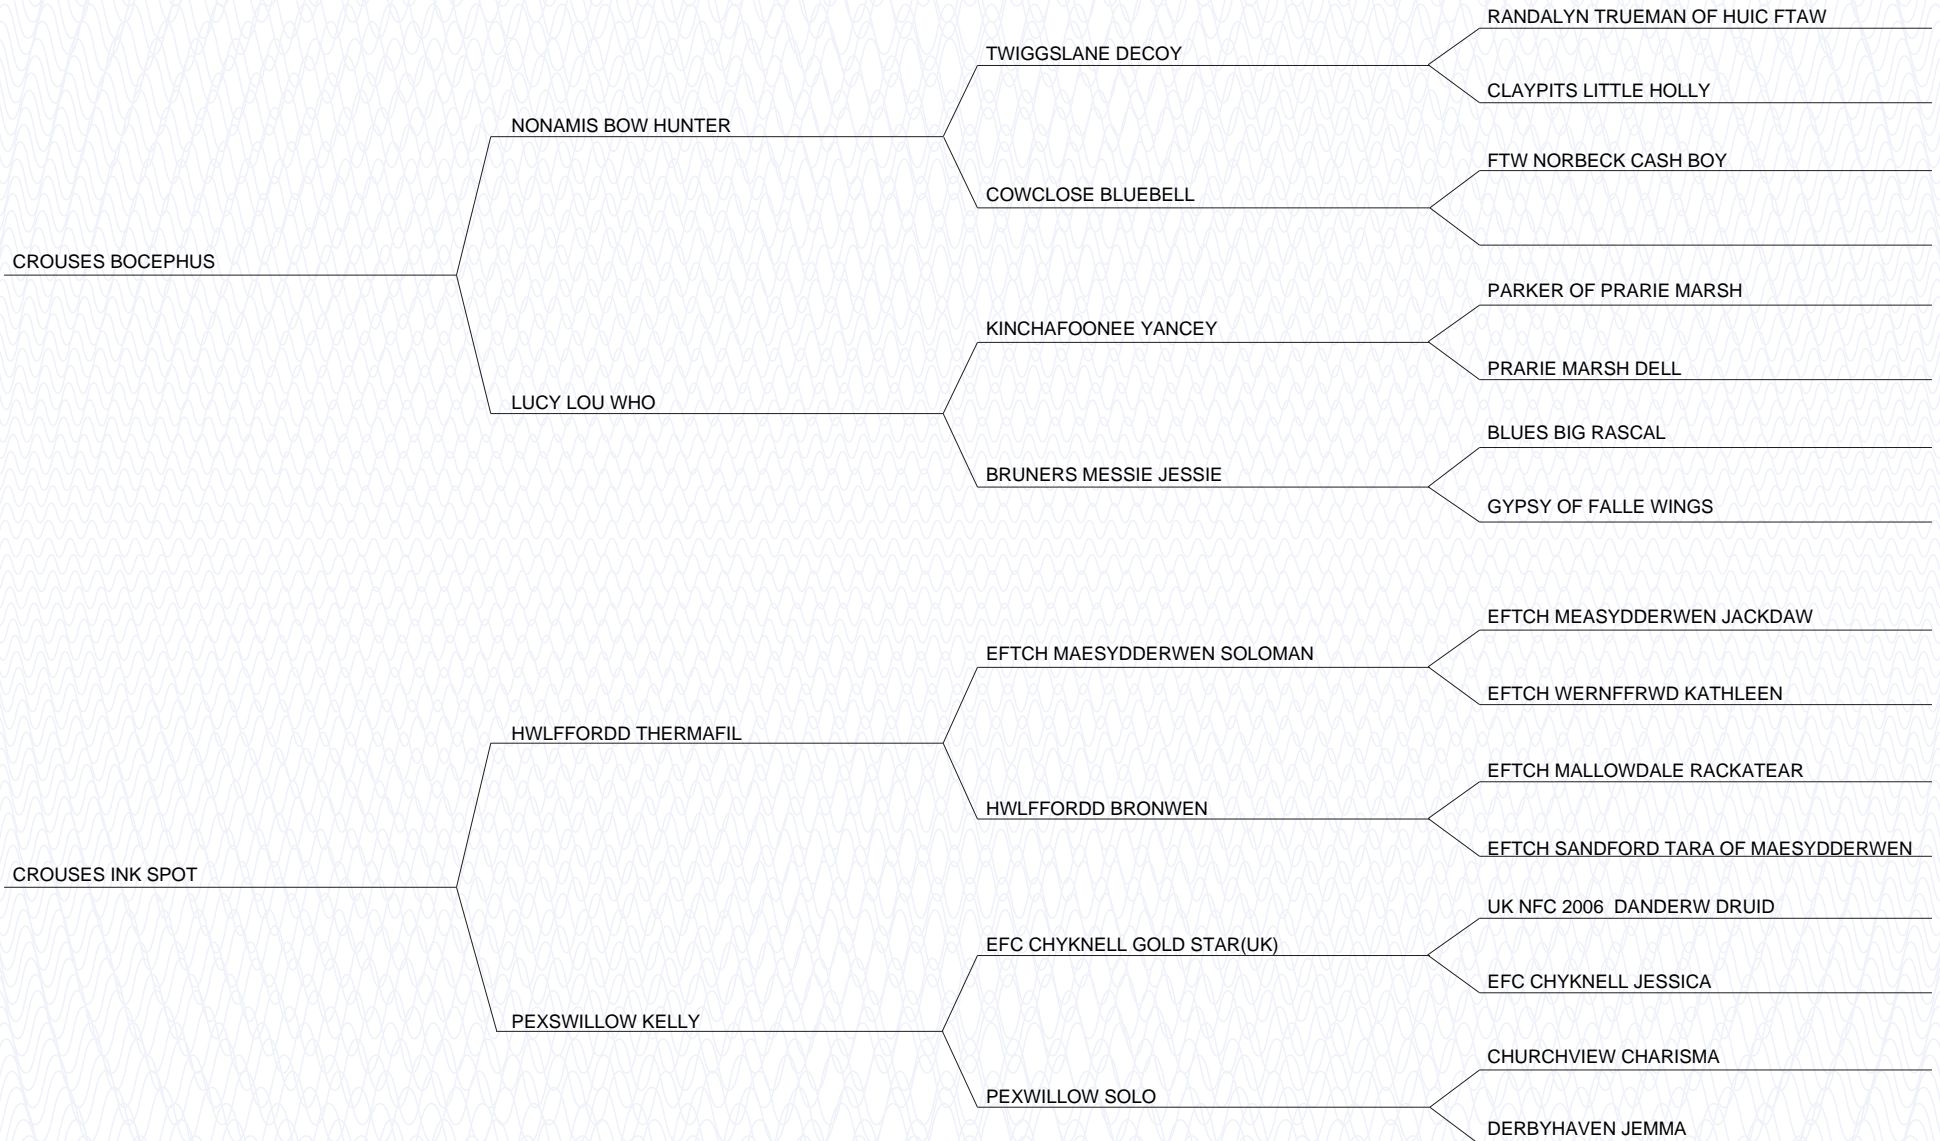 RANDALYN TRUEMAN OF HUIC FTAW
TWIGGSLANE DECOY
CLAYPITS LITTLE HOLLY
NONAMIS BOW HUNTER
FTW NORBECK CASH BOY
COWCLOSE BLUEBELL
CROUSES BOCEPHUS
PARKER OF PRARIE MARSH
KINCHAFOONEE YANCEY
PRARIE MARSH DELL
LUCY LOU WHO
BLUES BIG RASCAL
BRUNERS MESSIE JESSIE
GYPSY OF FALLE WINGS
EFTCH MEASYDDERWEN JACKDAW
EFTCH MAESYDDERWEN SOLOMAN
EFTCH WERNFFRWD KATHLEEN
HWLFFORDD THERMAFIL
EFTCH MALLOWDALE RACKATEAR
HWLFFORDD BRONWEN
EFTCH SANDFORD TARA OF MAESYDDERWEN
CROUSES INK SPOT
UK NFC 2006  DANDERW DRUID
EFC CHYKNELL GOLD STAR(UK)
EFC CHYKNELL JESSICA
PEXSWILLOW KELLY
CHURCHVIEW CHARISMA
PEXWILLOW SOLO
DERBYHAVEN JEMMA